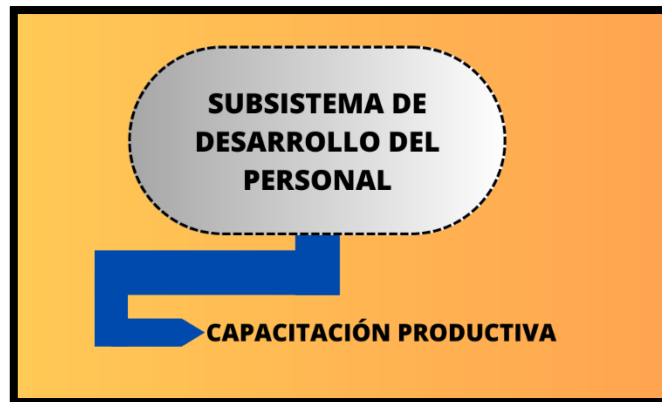 SUBSISTEMA DE
DESARROLLO DEL
PERSONAL
CAPACITACIÓN PRODUCTIVA